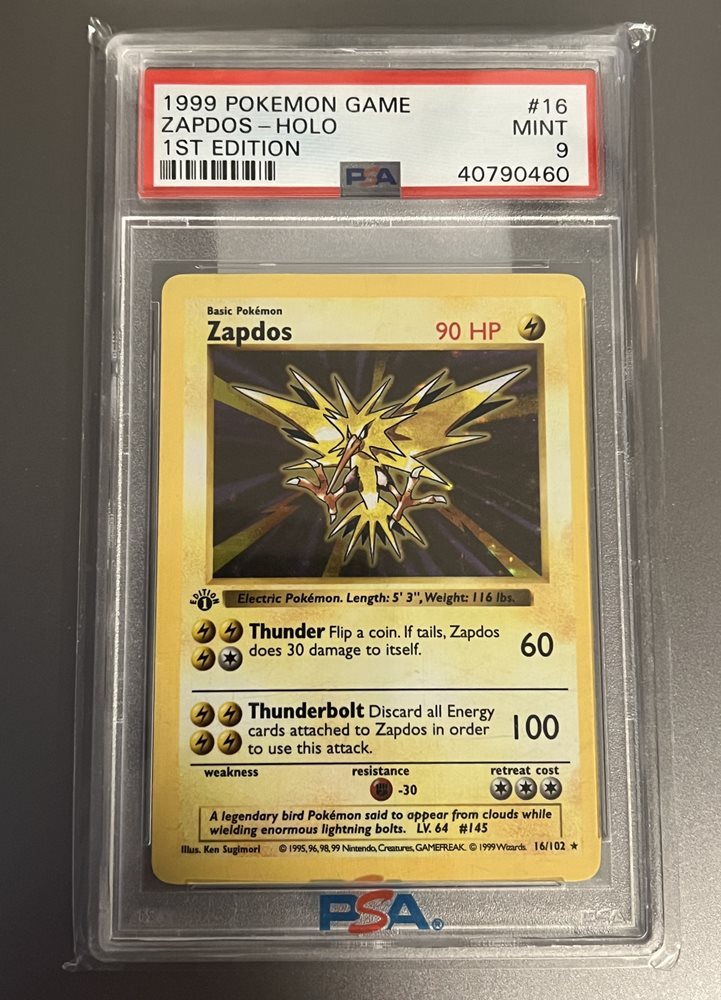 1999 POKEMON GAME #16
ZAPDOS - HOLO MINT
1ST EDITION 9
PSA 40790460
Basic Pokémon
Zapdos 90 HP
EDITION 1
Electric Pokémon. Length: 5' 3", Weight: 116 lbs.
Thunder Flip a coin. If tails, Zapdos
does 30 damage to itself. 60
Thunderbolt Discard all Energy
cards attached to Zapdos in order
to use this attack. 100
weakness resistance retreat cost
-30
A legendary bird Pokémon said to appear from clouds while
wielding enormous lightning bolts. LV. 64 #145
Illus. Ken Sugimori © 1995, 96, 98, 99 Nintendo, Creatures, GAMEFREAK. © 1999 Wizards. 16/102 ★
PSA®